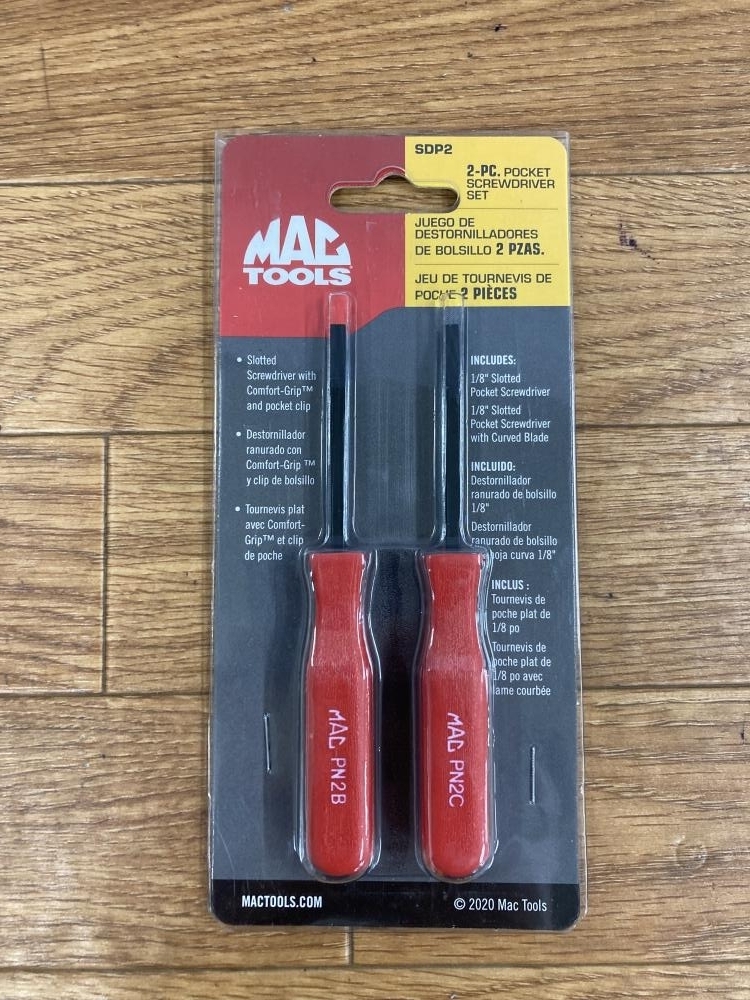 SDP2
2-PC. POCKET
SCREWDRIVER
SET
JUEGO DE
DESTORNILLADORES
DE BOLSILLO 2 PZAS.
JEU DE TOURNEVIS DE
POCHE 2 PIÈCES
MAC
TOOLS
• Slotted
Screwdriver with
Comfort-Grip™
and pocket clip
• Destornillador
ranurado con
Comfort-Grip ™
y clip de bolsillo
• Tournevis plat
avec Comfort-
Grip™ et clip
de poche
INCLUDES:
1/8" Slotted
Pocket Screwdriver
1/8" Slotted
Pocket Screwdriver
with Curved Blade
INCLUIDO:
Destornillador
ranurado de bolsillo
1/8"
Destornillador
ranurado de bolsillo
hoja curva 1/8"
INCLUS :
Tournevis de
poche plat de
1/8 po
Tournevis de
poche plat de
1/8 po avec
lame courbée
MAC PN2B
MAC PN2C
MACTOOLS.COM
© 2020 Mac Tools